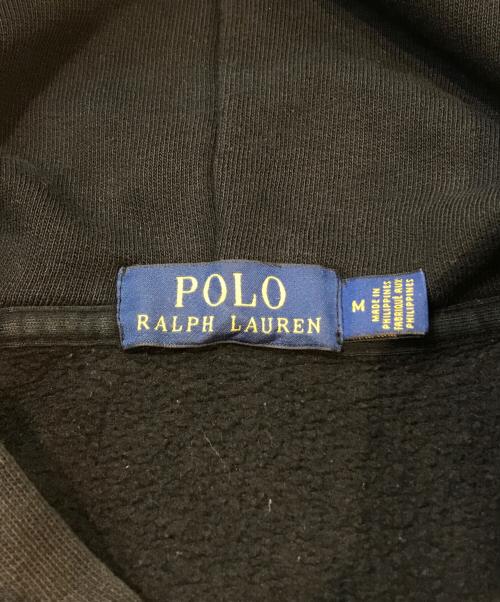 POLO
RALPH LAUREN
M
MADE IN
PHILIPPINES
FABRIQUÉ AUX
PHILIPPINES